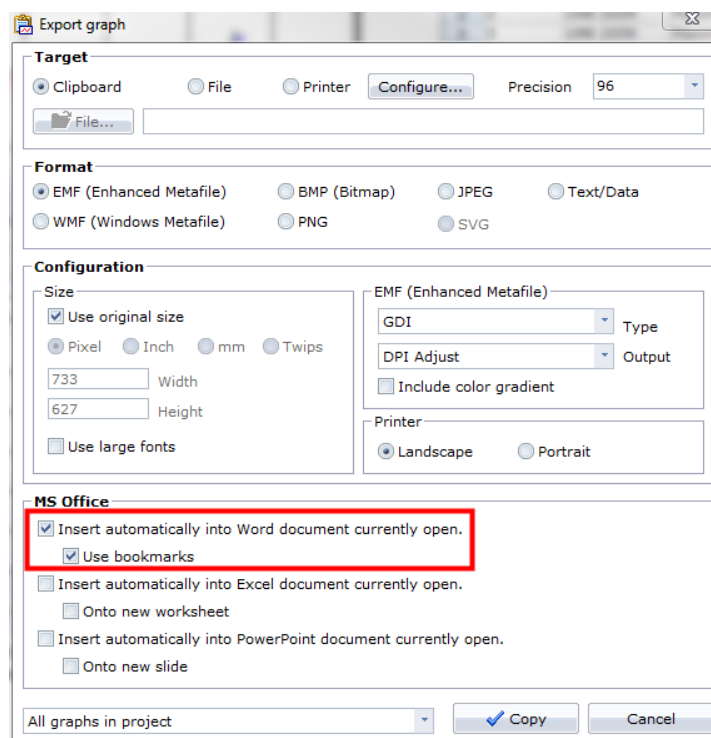 Export graph
Target
Clipboard File Printer Configure... Precision 96
File...
Format
EMF (Enhanced Metafile) BMP (Bitmap) JPEG Text/Data
WMF (Windows Metafile) PNG SVG
Configuration
Size
Use original size
Pixel Inch mm Twips
733 Width
627 Height
Use large fonts
EMF (Enhanced Metafile)
GDI Type
DPI Adjust Output
Include color gradient
Printer
Landscape Portrait
MS Office
Insert automatically into Word document currently open.
Use bookmarks
Insert automatically into Excel document currently open.
Onto new worksheet
Insert automatically into PowerPoint document currently open.
Onto new slide
All graphs in project Copy Cancel